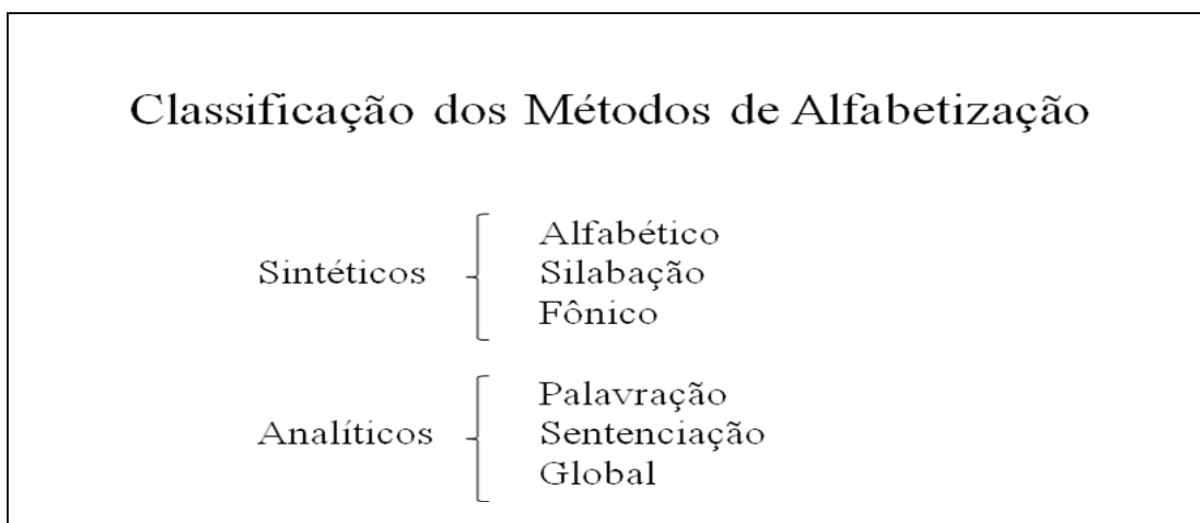 Classificação dos Métodos de Alfabetização
Sintéticos
Alfabético
Silabação
Fônico
Analíticos
Palavração
Sentenciação
Global